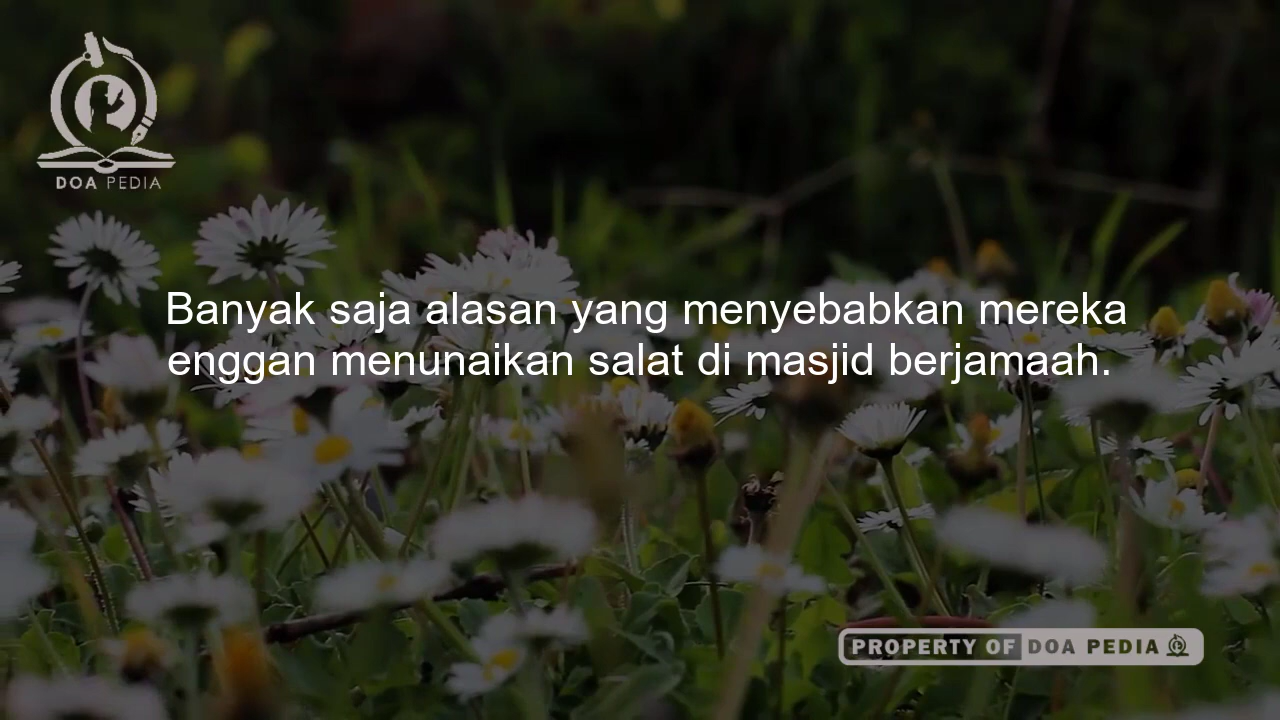 DOA PEDIA
Banyak saja alasan yang menyebabkan mereka
enggan menunaikan salat di masjid berjamaah.
PROPERTY OF DOA PEDIA